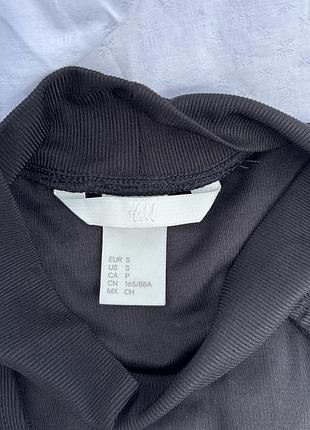 H&M
EUR S
US S
CA P
CN 165/88A
MX CH